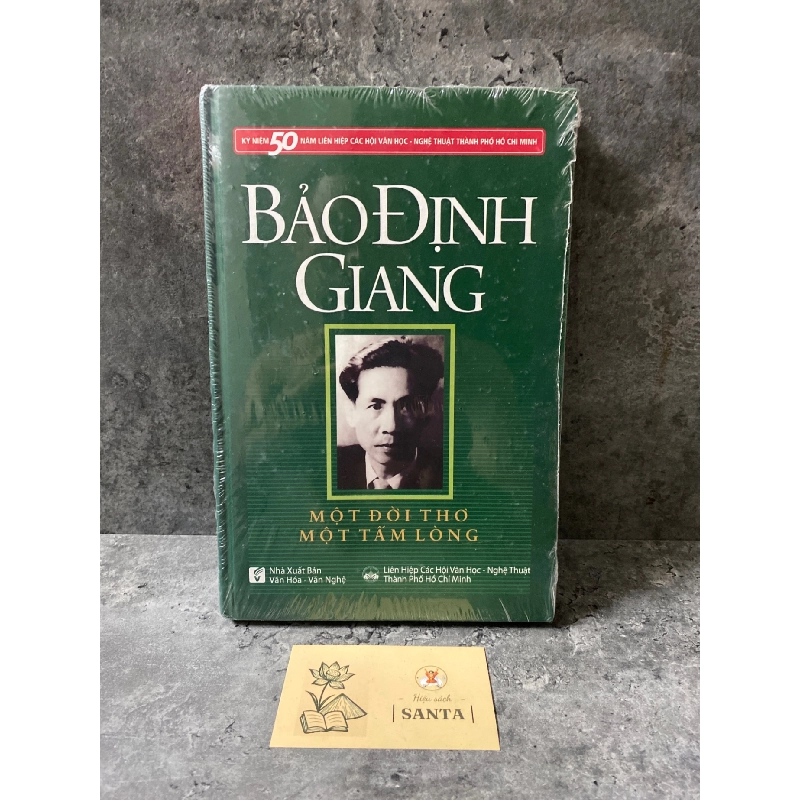 KỶ NIỆM 50 NĂM LIÊN HIỆP CÁC HỘI VĂN HỌC - NGHỆ THUẬT THÀNH PHỐ HỒ CHÍ MINH
BẢO ĐỊNH
GIANG
MỘT ĐỜI THƠ
MỘT TẤM LÒNG
Nhà Xuất Bản
Văn Hóa - Văn Nghệ
Liên Hiệp Các Hội Văn Học - Nghệ Thuật
Thành Phố Hồ Chí Minh
Hiệu sách
SANTA